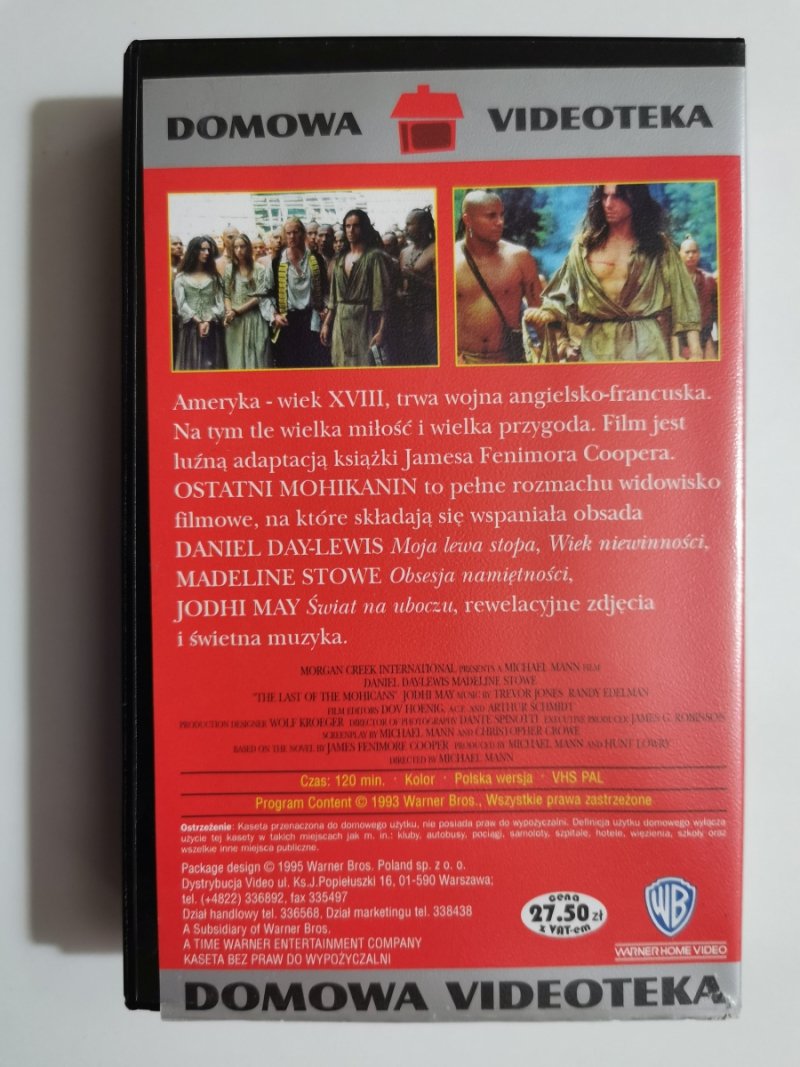 DOMOWA VIDEOTEKA
Ameryka - wiek XVIII, trwa wojna angielsko-francuska.
Na tym tle wielka miłość i wielka przygoda. Film jest
luźną adaptacją książki Jamesa Fenimora Coopera.
OSTATNI MOHIKANIN to pełne rozmachu widowisko
filmowe, na które składają się wspaniała obsada
DANIEL DAY-LEWIS Moja lewa stopa, Wiek niewinności,
MADELINE STOWE Obsesja namiętności,
JODHI MAY Świat na uboczu, rewelacyjne zdjęcia
i świetna muzyka.
MORGAN CREEK INTERNATIONAL PRESENTS A MICHAEL MANN FILM
DANIEL DAY-LEWIS MADELINE STOWE
"THE LAST OF THE MOHICANS" JODHI MAY MUSIC BY TREVOR JONES RANDY EDELMAN
FILM EDITORS DOV HOENIG, ACE. AND ARTHUR SCHMIDT
PRODUCTION DESIGNER WOLF KROEGER DIRECTOR OF PHOTOGRAPHY DANTE SPINOTTI EXECUTIVE PRODUCER JAMES G. ROBINSON
SCREENPLAY BY MICHAEL MANN AND CHRISTOPHER CROWE
BASED ON THE NOVEL BY JAMES FENIMORE COOPER PRODUCED BY MICHAEL MANN AND HUNT LOWRY
DIRECTED BY MICHAEL MANN
Czas: 120 min. · Kolor · Polska wersja · VHS PAL
Program Content © 1993 Warner Bros., Wszystkie prawa zastrzeżone
Ostrzeżenie: Kaseta przenaczona do domowego użytku, nie posiada praw do wypożyczalni. Definicja użytku domowego wyłącza
użycie tej kasety w takich miejscach jak m. in.: kluby, autobusy, pociągi, samoloty, szpitale, hotele, więzienia, szkoły oraz
wszelkie inne miejsca publiczne.
Package design © 1995 Warner Bros. Poland sp. z o. o.
Dystrybucja Video ul. Ks.J.Popiełuszki 16, 01-590 Warszawa;
tel. (+4822) 336892, fax 335497
Dział handlowy tel. 336568, Dział marketingu tel. 338438
A Subsidiary of Warner Bros.
A TIME WARNER ENTERTAINMENT COMPANY
KASETA BEZ PRAW DO WYPOŻYCZALNI
cena
27.50 zł
z VAT-em
WB
WARNER HOME VIDEO
DOMOWA VIDEOTEKA